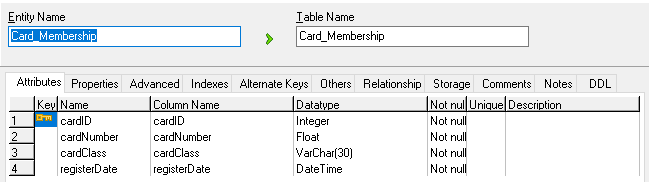 Entity Name Table Name
Card_Membership Card_Membership
Attributes Properties Advanced Indexes Alternate Keys Others Relationship Storage Comments Notes DDL
Key Name Column Name Datatype Not nul Unique Description
1 cardID cardID Integer Not null
2 cardNumber cardNumber Float Not null
3 cardClass cardClass VarChar(30) Not null
4 registerDate registerDate DateTime Not null